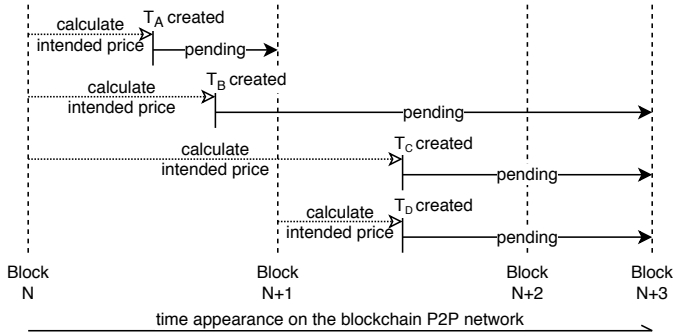 T_A created
calculate
intended price
pending
T_B created
calculate
intended price
pending
T_C created
calculate
intended price
pending
T_D created
calculate
intended price
pending
Block N
Block N+1
Block N+2
Block N+3
time appearance on the blockchain P2P network